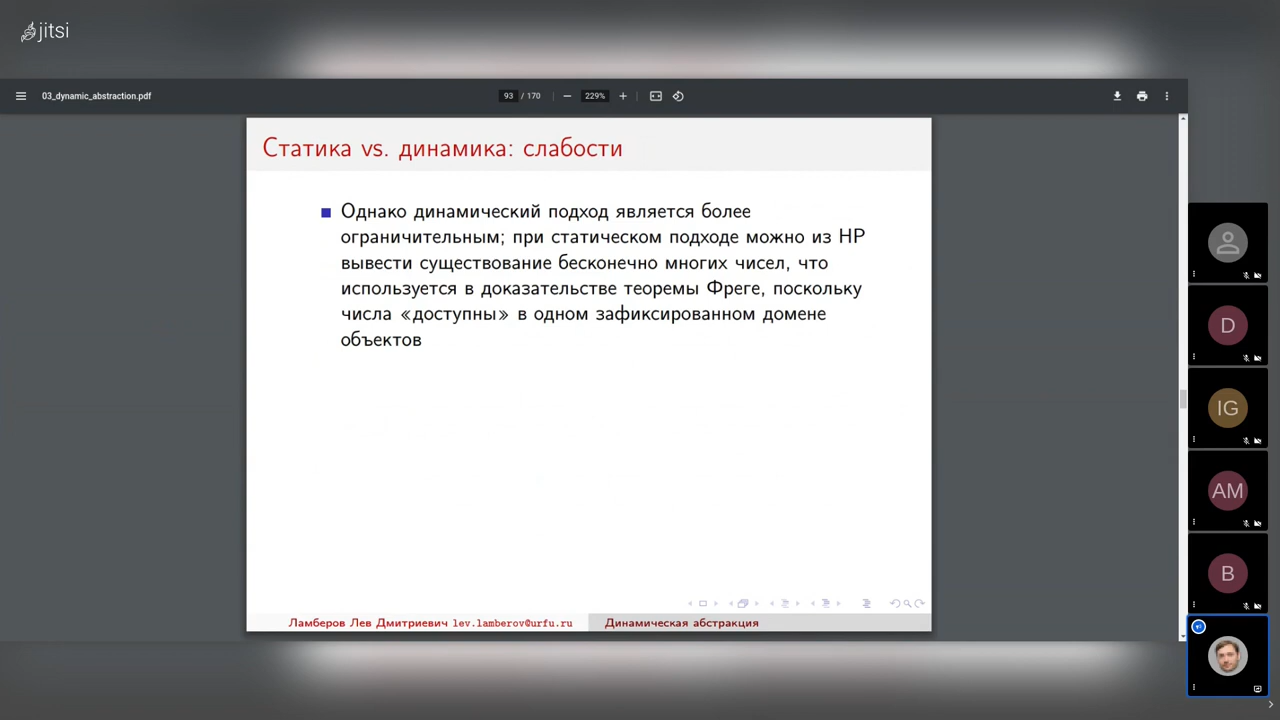 jitsi
03_dynamic_abstraction.pdf
93 / 170
229%
Статика vs. динамика: слабости
Однако динамический подход является более
ограничительным; при статическом подходе можно из HP
вывести существование бесконечно многих чисел, что
используется в доказательстве теоремы Фреге, поскольку
числа «доступны» в одном зафиксированном домене
объектов
Ламберов Лев Дмитриевич lev.lamberov@urfu.ru
Динамическая абстракция
D
IG
AM
B